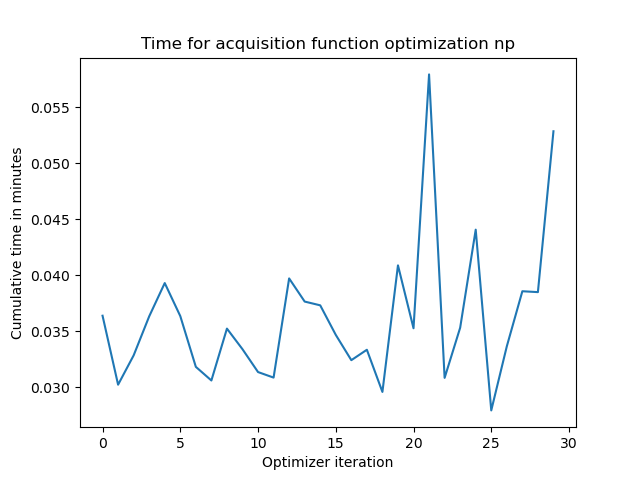 Time for acquisition function optimization np
Cumulative time in minutes
0.055
0.050
0.045
0.040
0.035
0.030
0 5 10 15 20 25 30
Optimizer iteration